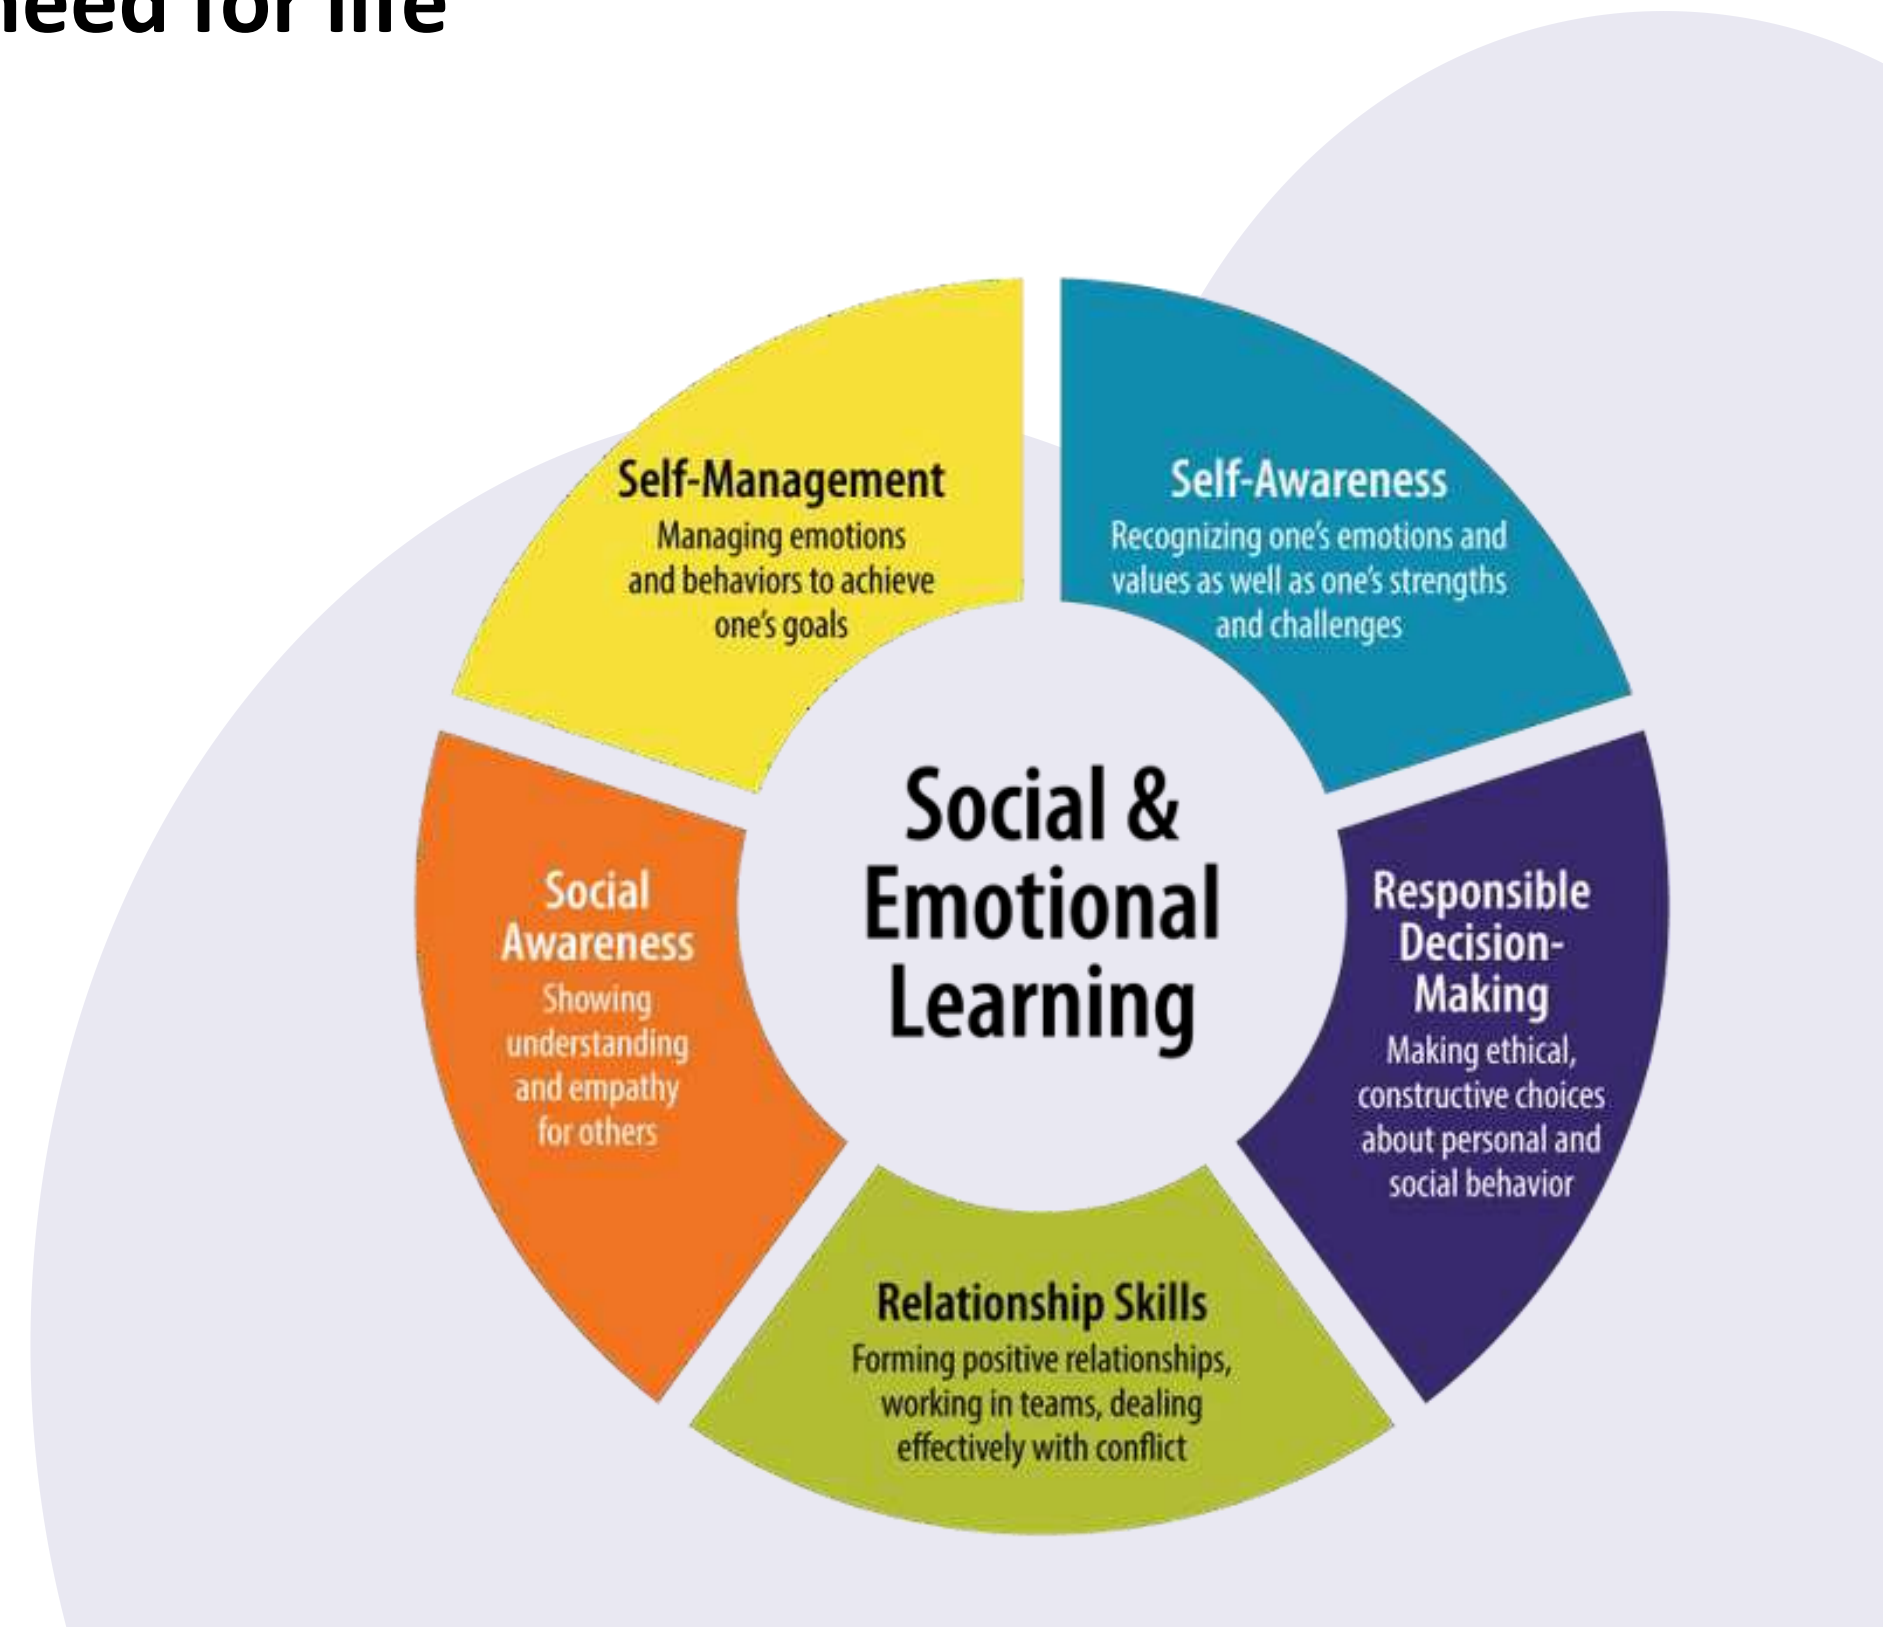 need for life
Self-Management
Managing emotions
and behaviors to achieve
one's goals
Self-Awareness
Recognizing one's emotions and
values as well as one's strengths
and challenges
Social &
Emotional
Learning
Social
Awareness
Showing
understanding
and empathy
for others
Responsible
Decision-
Making
Making ethical,
constructive choices
about personal and
social behavior
Relationship Skills
Forming positive relationships,
working in teams, dealing
effectively with conflict